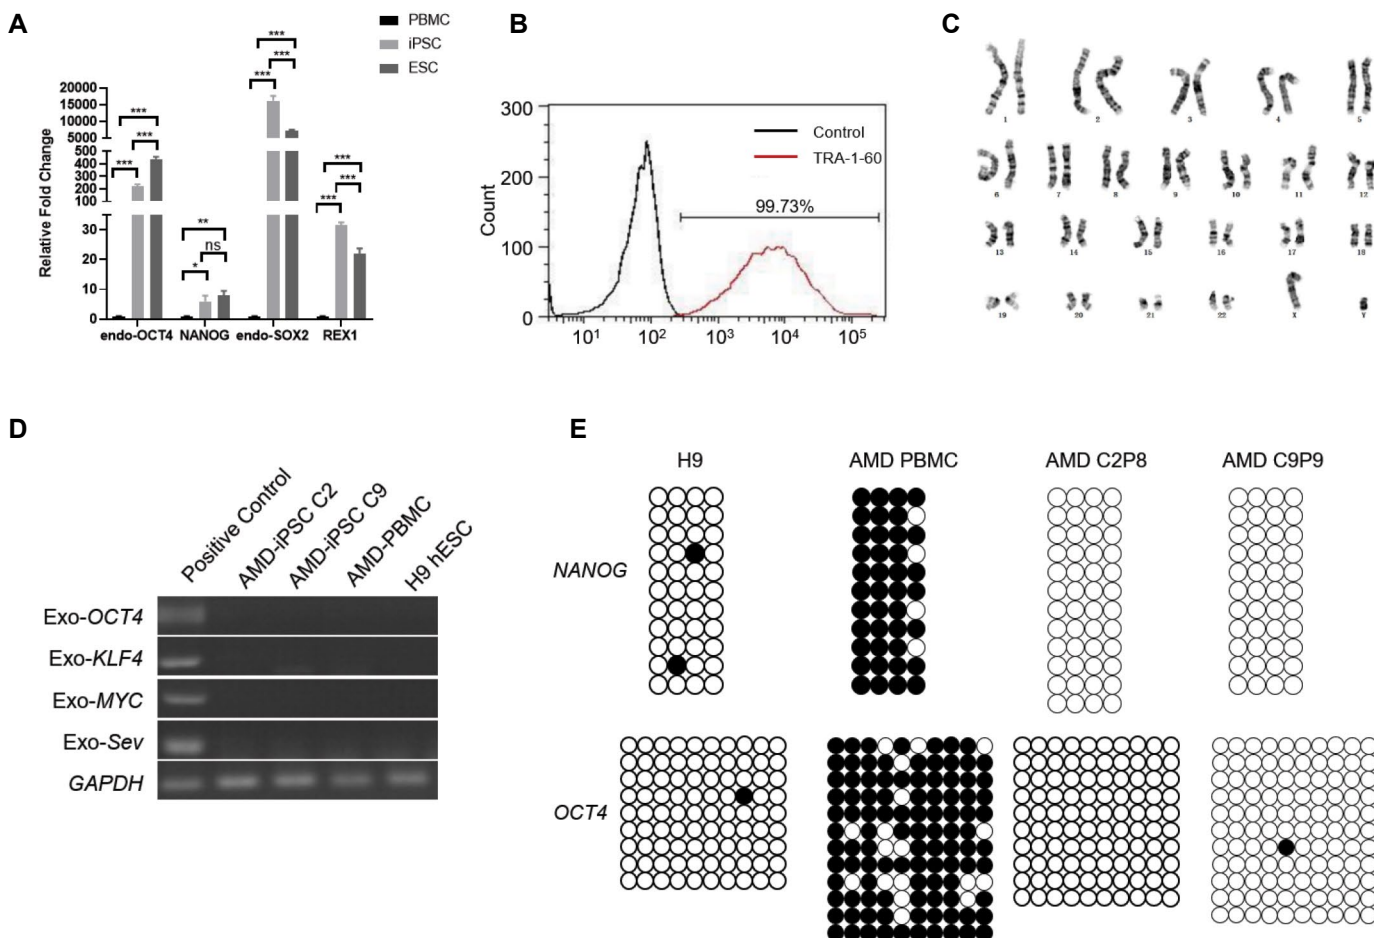 A
PBMC
iPSC
ESC
Relative Fold Change
20000
15000
10000
5000
500
400
300
200
100
30
20
10
0
*** *** ***
* ns **
*** *** ***
*** *** ***
endo-OCT4 NANOG endo-SOX2 REX1
B
Control
TRA-1-60
99.73%
Count
300
200
100
0
10¹ 10² 10³ 10⁴ 10⁵
C
1 2 3 4 5
6 7 8 9 10 11 12
13 14 15 16 17 18
19 20 21 22 X Y
D
Positive Control
AMD-iPSC C2
AMD-iPSC C9
AMD-PBMC
H9 hESC
Exo-OCT4
Exo-KLF4
Exo-MYC
Exo-Sev
GAPDH
E
H9 AMD PBMC AMD C2P8 AMD C9P9
NANOG
OCT4